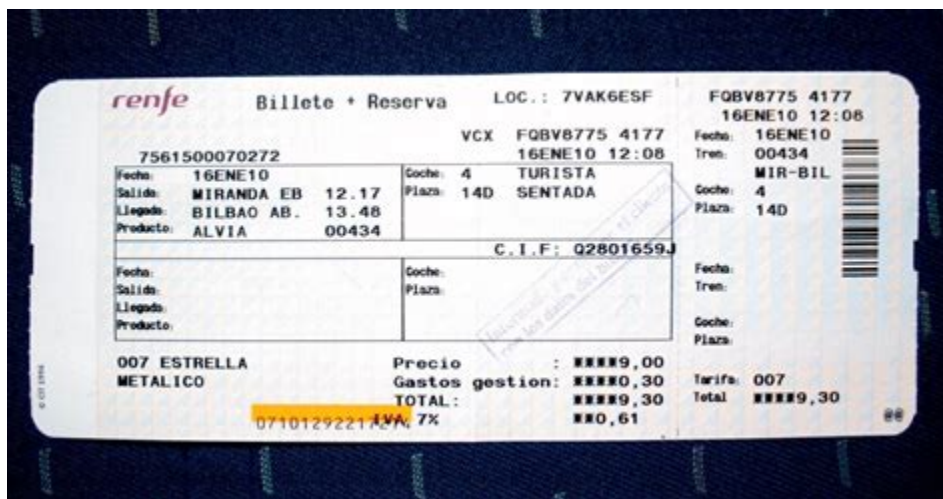 renfe Billete + Reserva LOC.: 7VAK6ESF
VCX FQBV8775 4177
7561500070272 16ENE10 12:08
Fecha: 16ENE10 Coche: 4 TURISTA
Salida: MIRANDA EB 12.17 Plaza: 14D SENTADA
Llegada: BILBAO AB. 13.48
Producto: ALVIA 00434
C.I.F: Q2801659J
Fecha: Coche:
Salida: Plaza:
Llegada:
Producto:
007 ESTRELLA Precio : ****9,00
METALICO Gastos gestion: ****0,30
TOTAL: ****9,30
IVA 7% **0,61
FQBV8775 4177
16ENE10 12:08
Fecha: 16ENE10
Tren: 00434
MIR-BIL
Coche: 4
Plaza: 14D
Fecha:
Tren:
Coche:
Plaza:
Tarifa: 007
Total ****9,30
@@